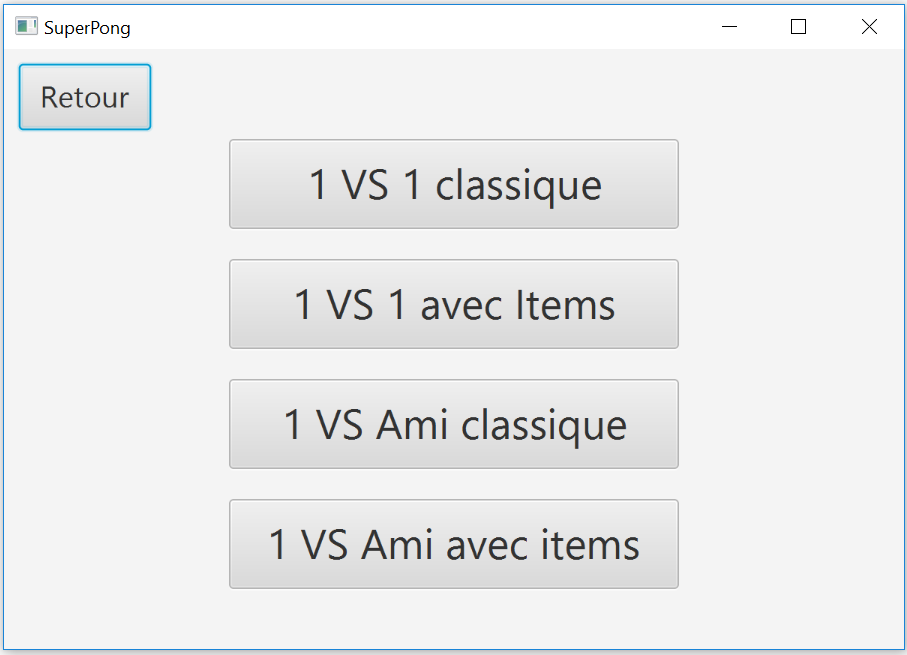 SuperPong
Retour
1 VS 1 classique
1 VS 1 avec Items
1 VS Ami classique
1 VS Ami avec items